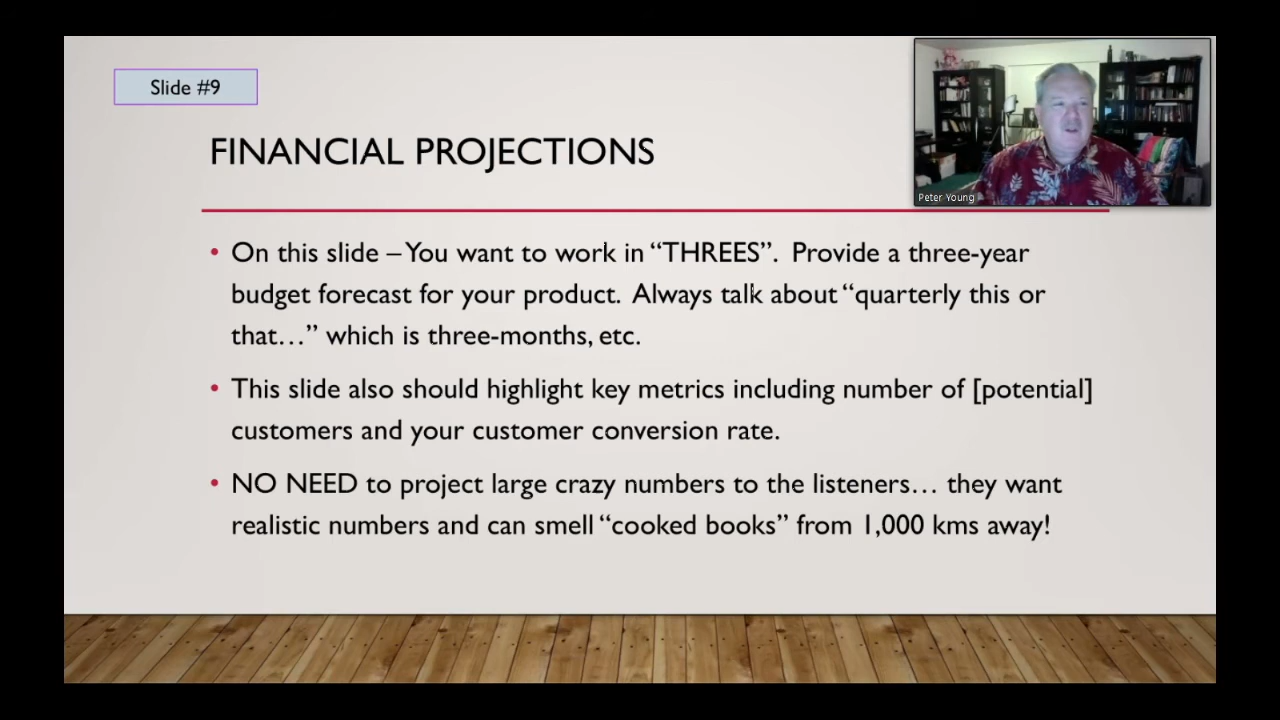 Slide #9
Peter Young
FINANCIAL PROJECTIONS
• On this slide – You want to work in “THREES”. Provide a three-year
budget forecast for your product. Always talk about “quarterly this or
that…” which is three-months, etc.
• This slide also should highlight key metrics including number of [potential]
customers and your customer conversion rate.
• NO NEED to project large crazy numbers to the listeners… they want
realistic numbers and can smell “cooked books” from 1,000 kms away!